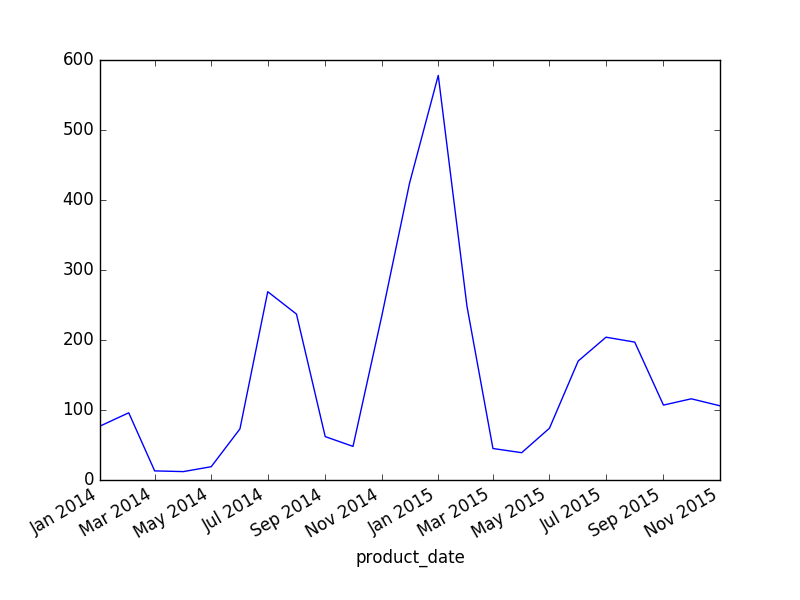 600
500
400
300
200
100
0
Jan 2014
Mar 2014
May 2014
Jul 2014
Sep 2014
Nov 2014
Jan 2015
Mar 2015
May 2015
Jul 2015
Sep 2015
Nov 2015
product_date